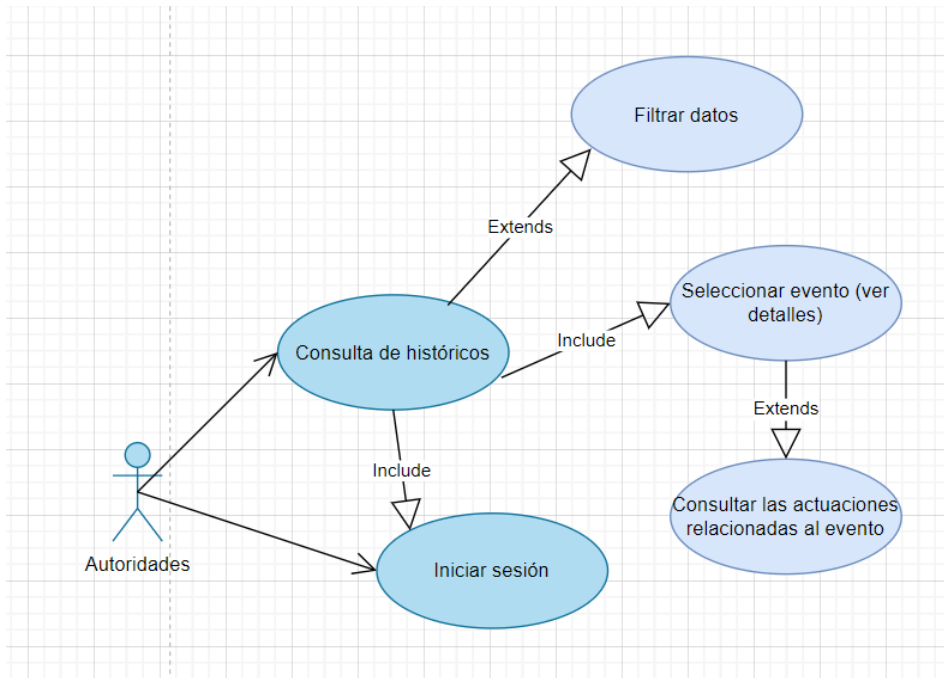 Filtrar datos
Extends
Seleccionar evento (ver
detalles)
Include
Consulta de históricos
Extends
Include
Consultar las actuaciones
relacionadas al evento
Iniciar sesión
Autoridades